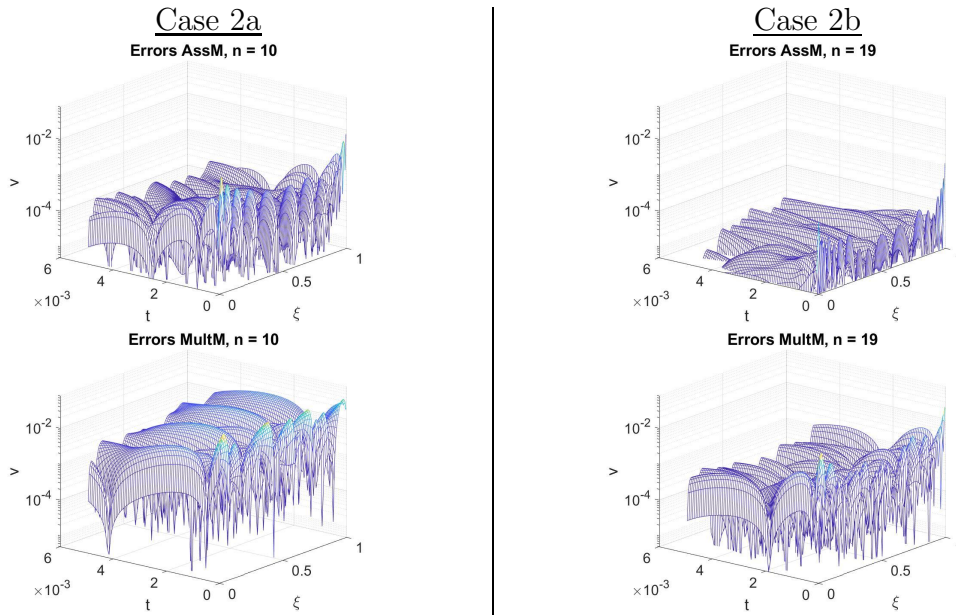 Case 2a
Case 2b
Errors AssM, n = 10
10⁻²
10⁻⁴
v
6
4
2
0
×10⁻³
t
0
0.5
1
ξ
Errors AssM, n = 19
10⁻²
10⁻⁴
v
6
4
2
0
×10⁻³
t
0
0.5
ξ
Errors MultM, n = 10
10⁻²
10⁻⁴
v
6
4
2
0
×10⁻³
t
0
0.5
1
ξ
Errors MultM, n = 19
10⁻²
10⁻⁴
v
6
4
2
0
×10⁻³
t
0
0.5
ξ